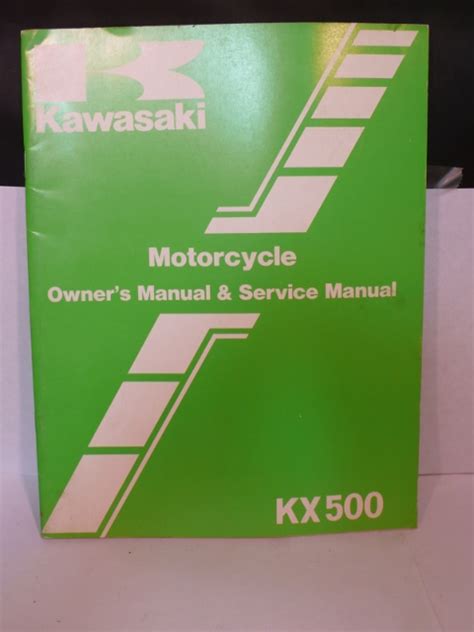 Kawasaki
Motorcycle
Owner's Manual & Service Manual
KX500